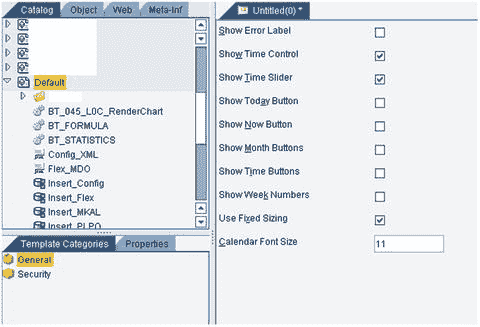 Catalog Object Web Meta-Inf
Default
BT_045_L0C_RenderChart
BT_FORMULA
BT_STATISTICS
Config_XML
Flex_MDO
Insert_Config
Insert_Flex
Insert_MKAL
Insert_PLPO
Template Categories Properties
General
Security
Untitled(0) *
Show Error Label
Show Time Control
Show Time Slider
Show Today Button
Show Now Button
Show Month Buttons
Show Time Buttons
Show Week Numbers
Use Fixed Sizing
Calendar Font Size 11